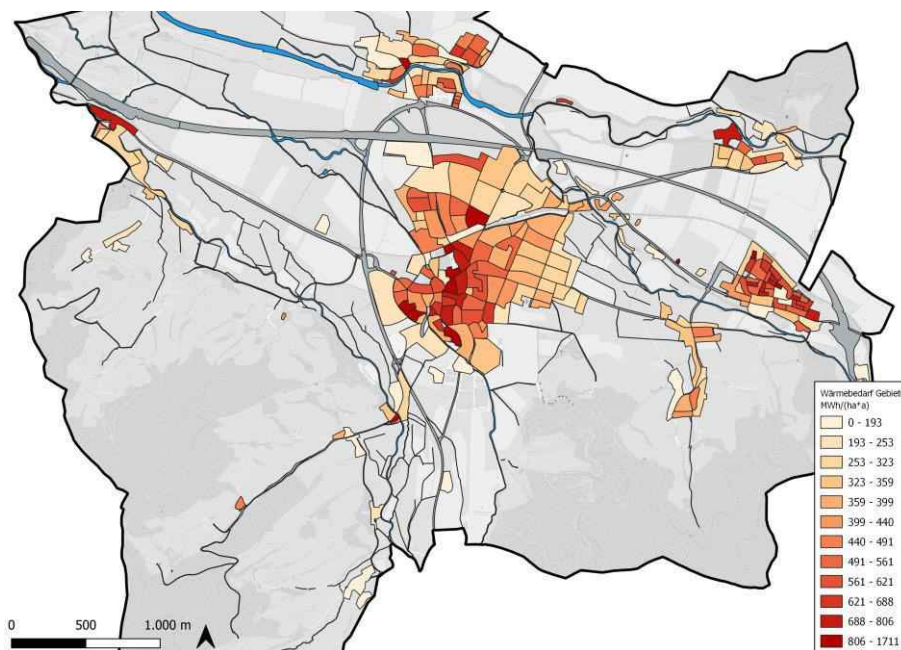 Wärmebedarf Gebiet
MWh/(ha*a)
0 - 193
193 - 253
253 - 323
323 - 359
359 - 399
399 - 440
440 - 491
491 - 561
561 - 621
621 - 688
688 - 806
806 - 1711
0 500 1.000 m